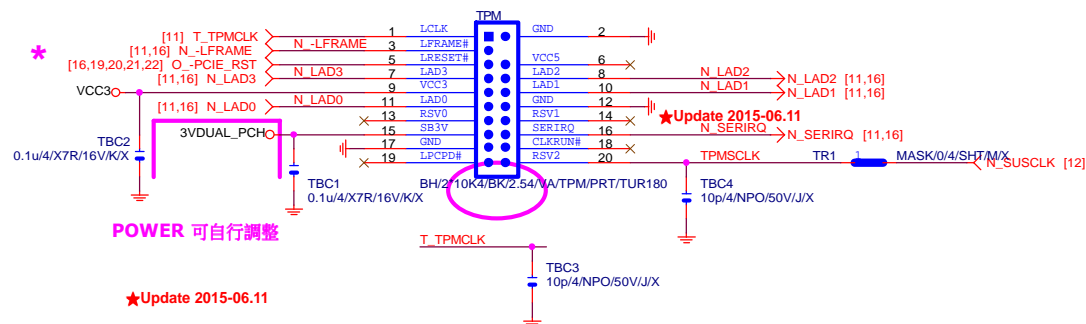 TPM
[11] T_TPMCLK 1 LCLK GND 2
*
[11,16] N_-LFRAME N_-LFRAME 3 LFRAME#
[16,19,20,21,22] O_-PCIE_RST 5 LRESET# VCC5 6
[11,16] N_LAD3 N_LAD3 7 LAD3 LAD2 8 N_LAD2 N_LAD2 [11,16]
VCC3 9 VCC3 LAD1 10 N_LAD1 N_LAD1 [11,16]
[11,16] N_LAD0 N_LAD0 11 LAD0 GND 12
13 RSV0 RSV1 14 ★Update 2015-06.11
3VDUAL_PCH 15 SB3V SERIRQ 16 N_SERIRQ N_SERIRQ [11,16]
17 GND CLKRUN# 18
19 LPCPD# RSV2 20 TPMSCLK TR1 1 MASK/0/4/SHT/M/X N_SUSCLK [12]
TBC2
0.1u/4/X7R/16V/K/X
TBC1
0.1u/4/X7R/16V/K/X
BH/2*10K4/BK/2.54/VA/TPM/PRT/TUR180
TBC4
10p/4/NPO/50V/J/X
POWER 可自行調整
T_TPMCLK
TBC3
10p/4/NPO/50V/J/X
★Update 2015-06.11